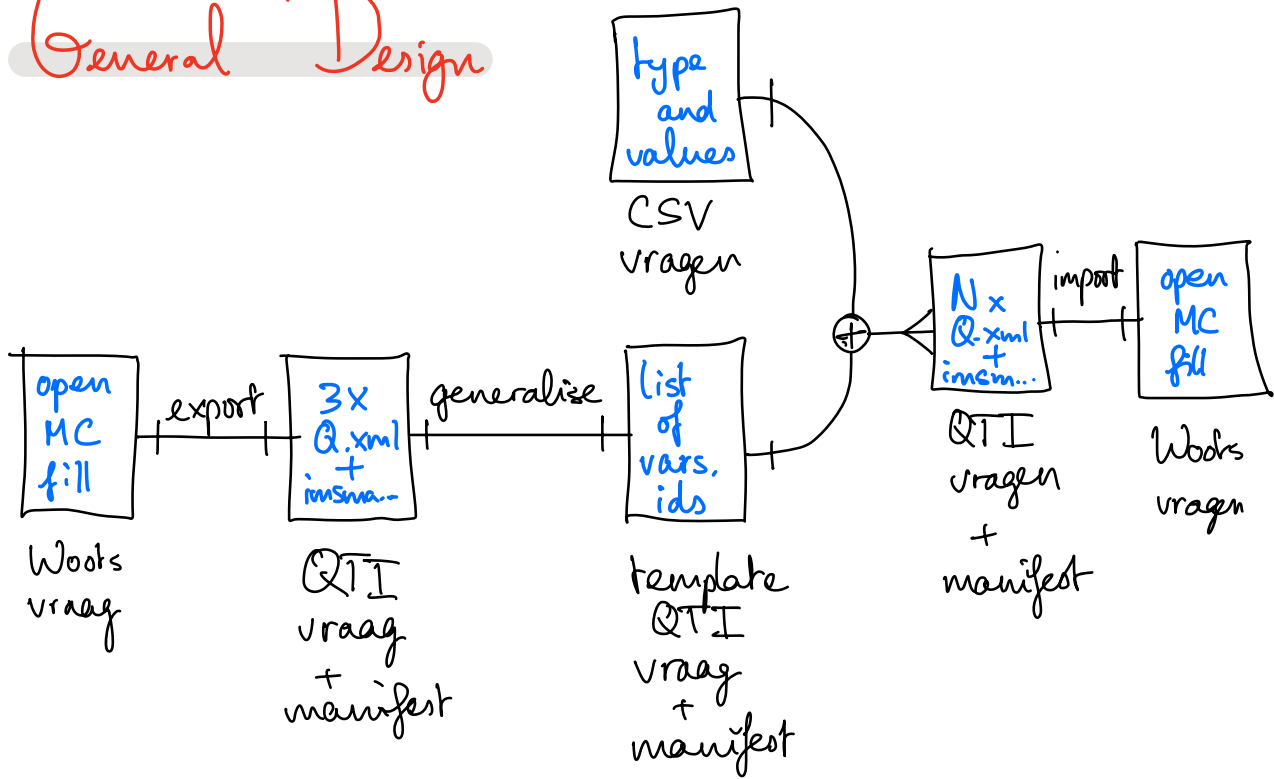 General Design
type
and
values
CSV
vragen
open
MC
fill
Woots
vraag
export
3x
Q.xml
+
imsma...
QTI
vraag
+
manifest
generalise
list
of
vars,
ids
template
QTI
vraag
+
manifest
+
N x
Q.xml
+
imsm...
QTI
vragen
+
manifest
import
open
MC
fill
Woots
vragen